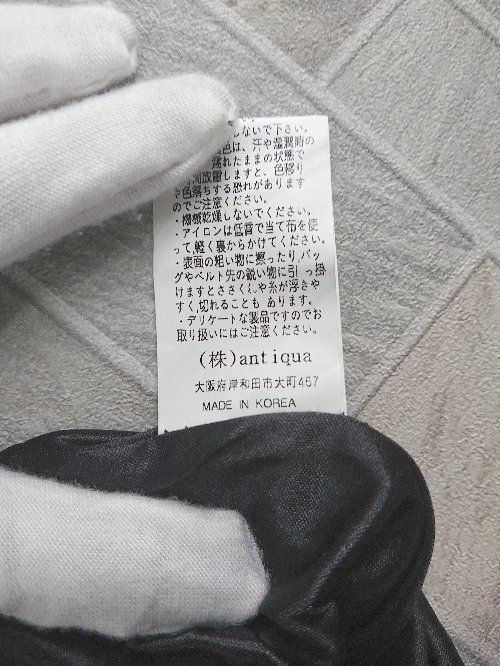 しないで下さい。
色は、汗や湿潤時の
濡れたままの状態で
間放置しますと、色移り
や色落ちする恐れがあります
のでご注意ください。
・機械乾燥しないでください。
・アイロンは低音で当て布を使
って,軽く裏からかけてください。
・表面の粗い物に擦ったり,バッ
グやベルト先の鋭い物に引っ掛
けますとささくれや糸が浮きや
すく,切れることも あります。
・デリケートな製品ですのでお
取り扱いにはご注意ください。
(株)antiqua
大阪府岸和田市大町457
MADE IN KOREA